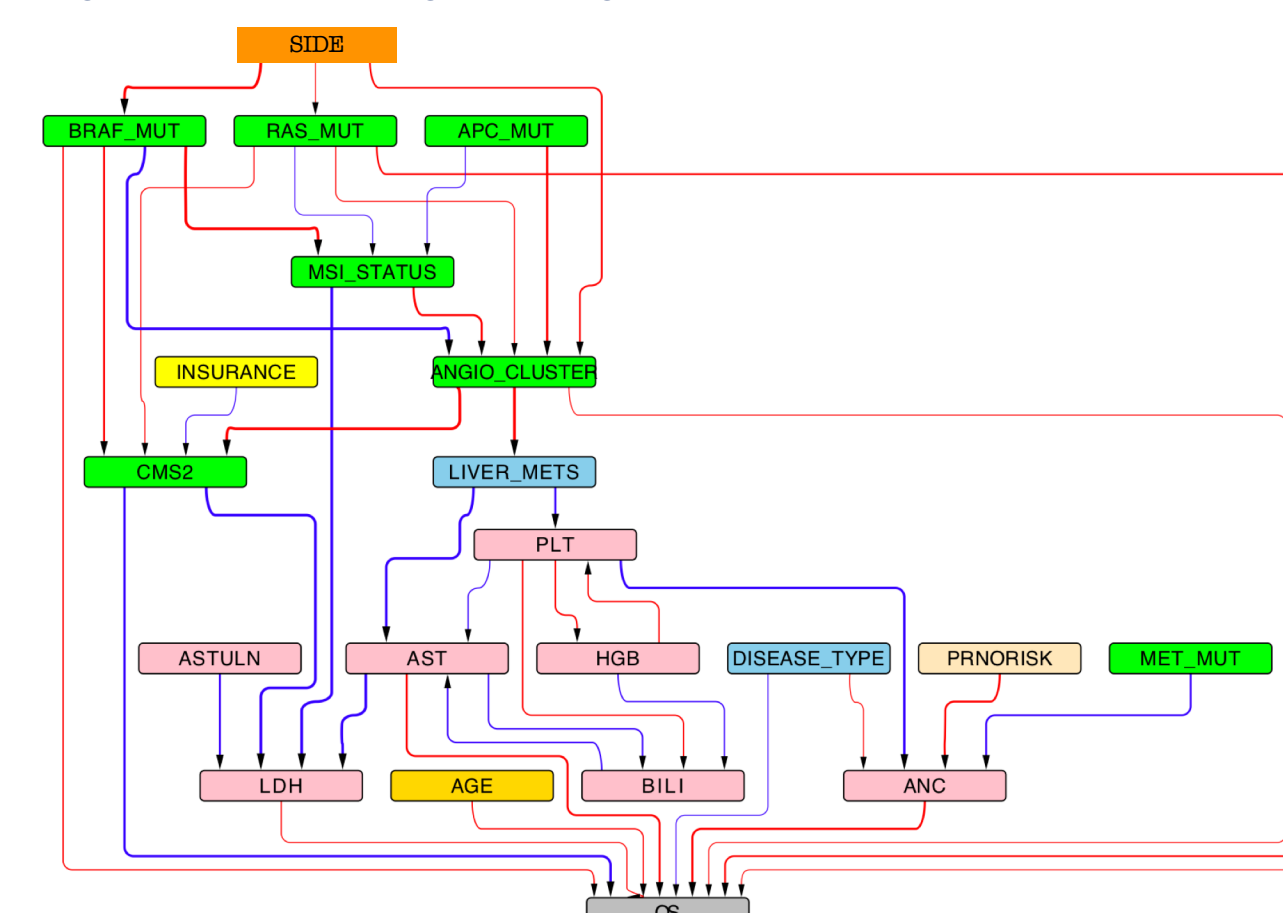 SIDE
BRAF_MUT
RAS_MUT
APC_MUT
MSI_STATUS
INSURANCE
ANGIO_CLUSTER
CMS2
LIVER_METS
PLT
ASTULN
AST
HGB
DISEASE_TYPE
PRNORISK
MET_MUT
LDH
AGE
BILI
ANC
OS